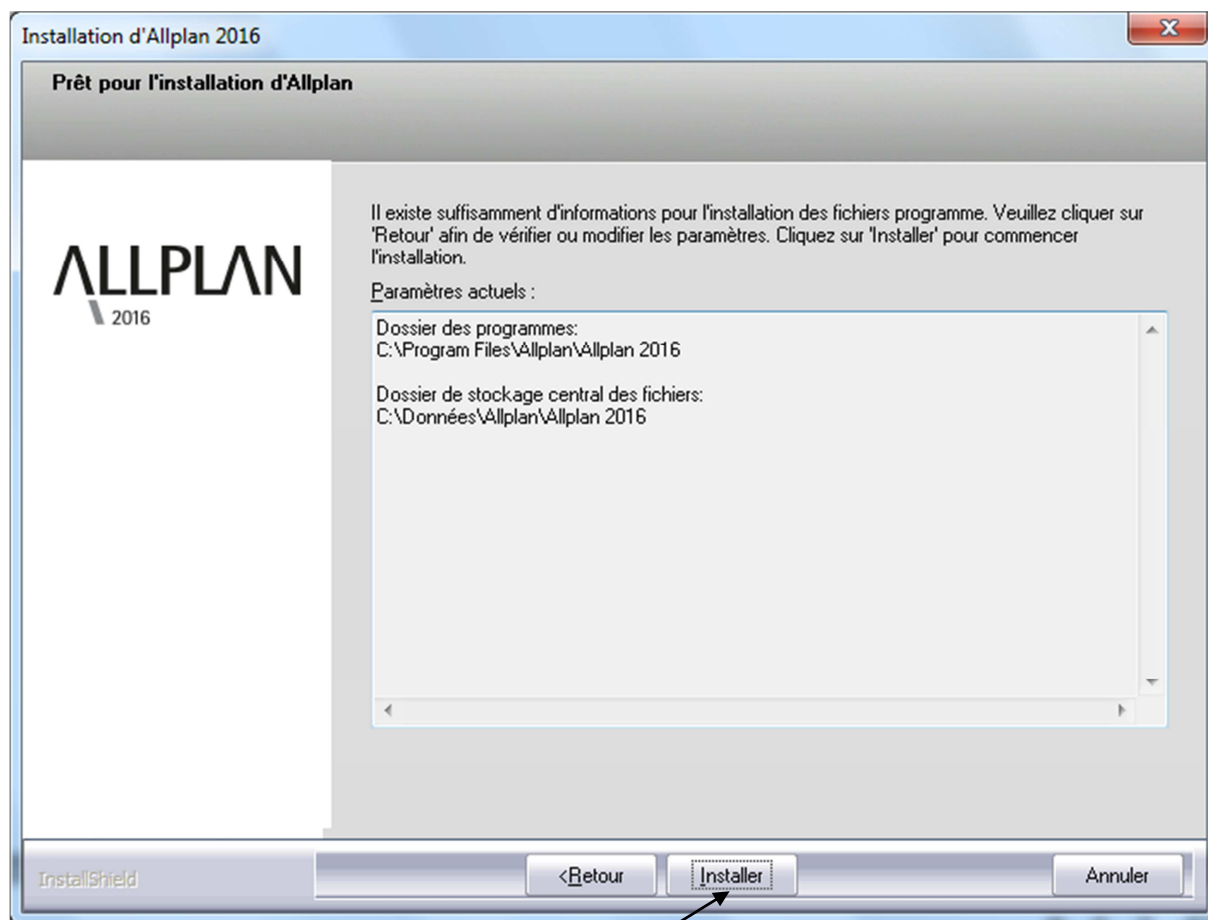 Installation d'Allplan 2016
Prêt pour l'installation d'Allplan
ALLPLAN
2016
Il existe suffisamment d'informations pour l'installation des fichiers programme. Veuillez cliquer sur
'Retour' afin de vérifier ou modifier les paramètres. Cliquez sur 'Installer' pour commencer
l'installation.
Paramètres actuels :
Dossier des programmes:
C:\Program Files\Allplan\Allplan 2016
Dossier de stockage central des fichiers:
C:\Données\Allplan\Allplan 2016
InstallShield
<Retour
Installer
Annuler